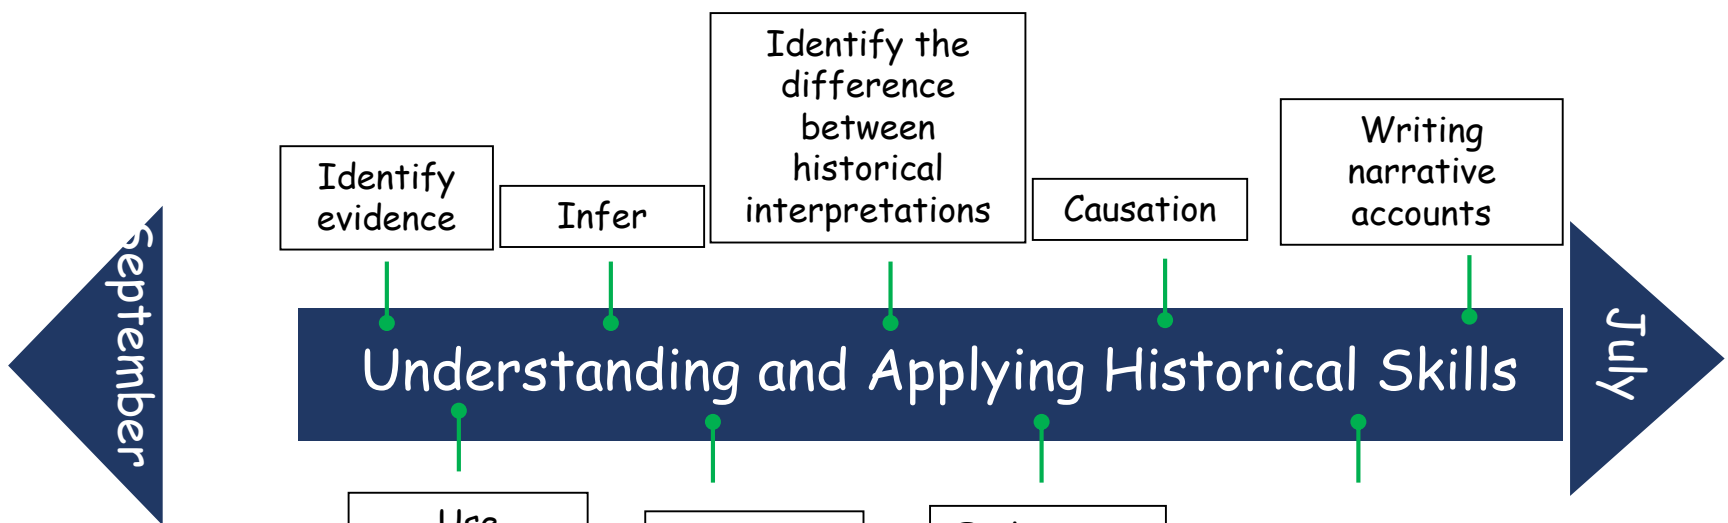 Identify the
difference
between
historical
interpretations
Identify
evidence
Infer
Causation
Writing
narrative
accounts
September
Understanding and Applying Historical Skills
July
Use